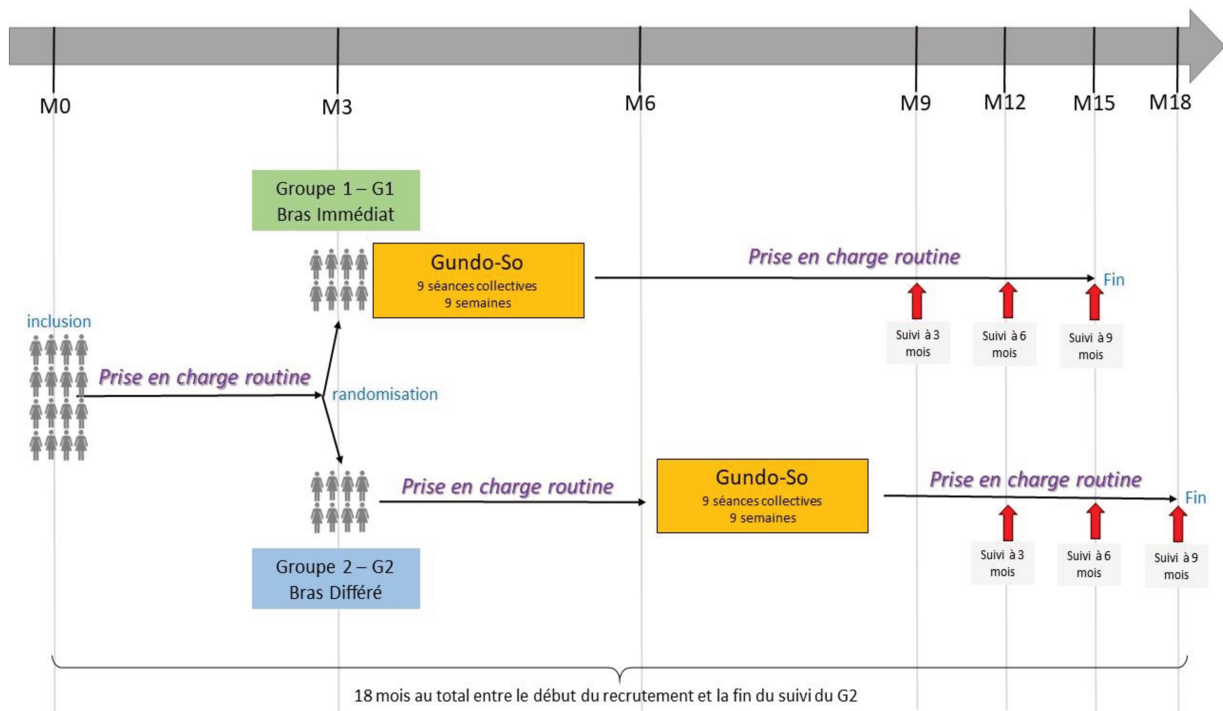 M0
M3
M6
M9
M12
M15
M18
Groupe 1 – G1
Bras Immédiat
Gundo-So
9 séances collectives
9 semaines
Prise en charge routine
Fin
Suivi à 3
mois
Suivi à 6
mois
Suivi à 9
mois
inclusion
Prise en charge routine
randomisation
Prise en charge routine
Gundo-So
9 séances collectives
9 semaines
Prise en charge routine
Fin
Suivi à 3
mois
Suivi à 6
mois
Suivi à 9
mois
Groupe 2 – G2
Bras Différé
18 mois au total entre le début du recrutement et la fin du suivi du G2